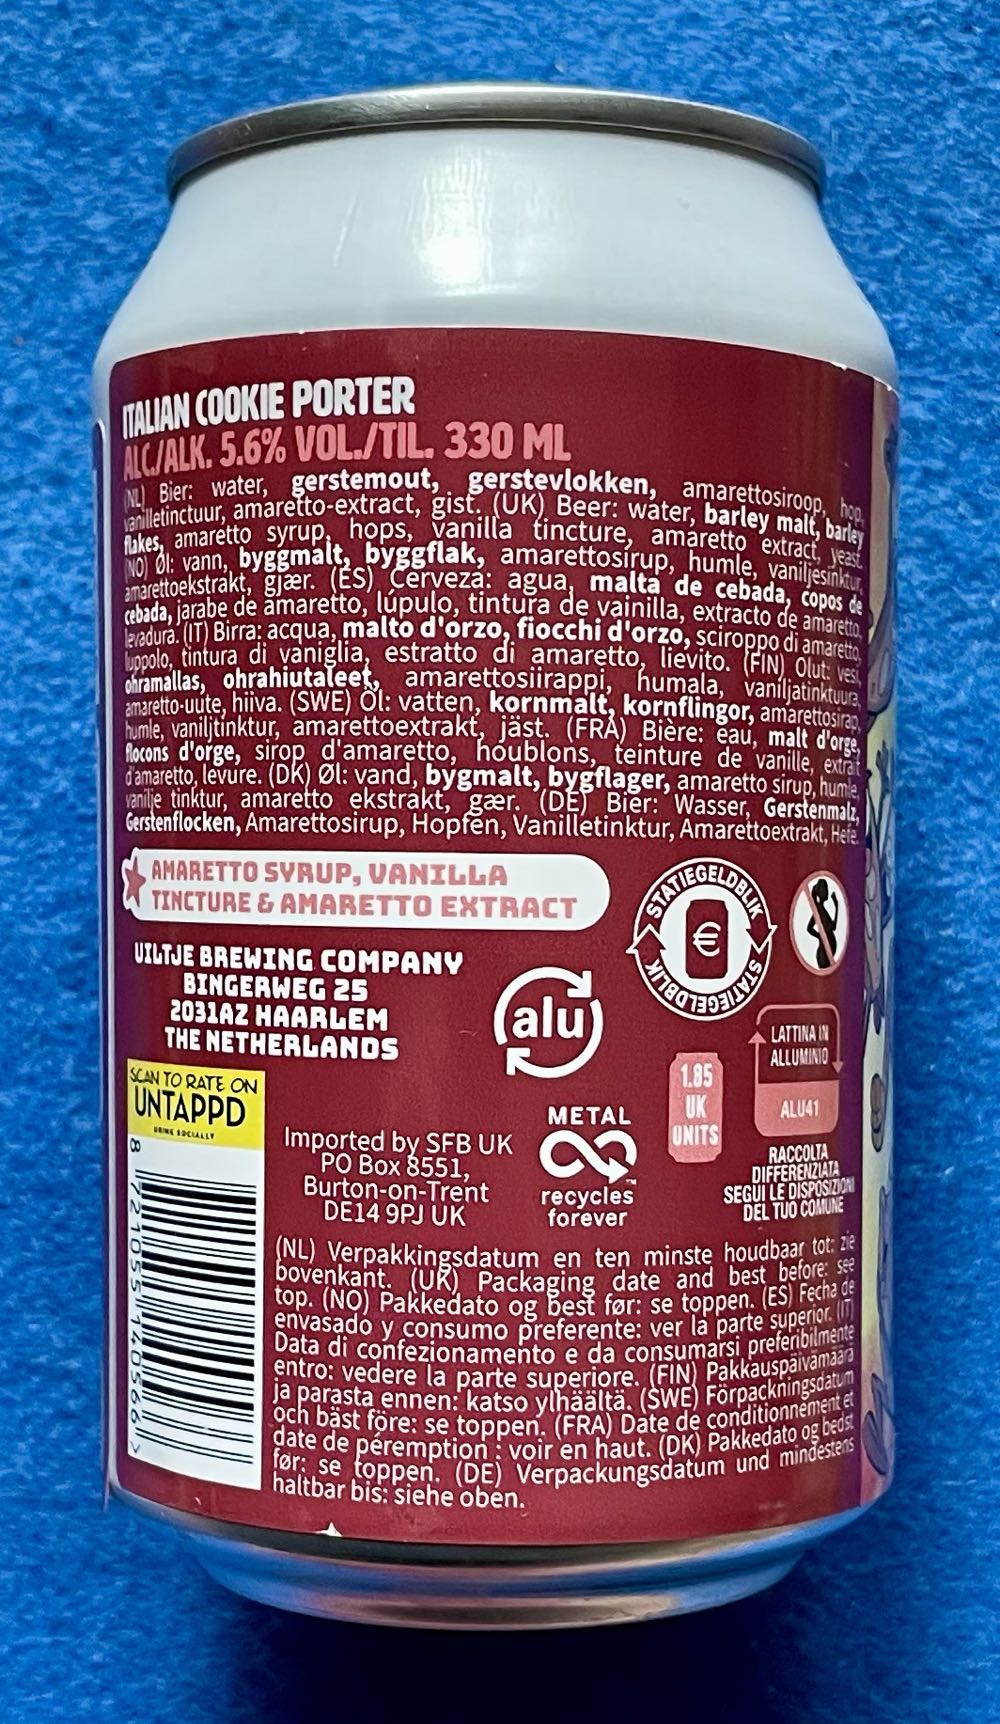 ITALIAN COOKIE PORTER
ALC/ALK. 5.6% VOL./TIL. 330 ML
(NL) Bier: water, gerstemout, gerstevlokken, amarettosiroop, hop,
vanilletinctuur, amaretto-extract, gist. (UK) Beer: water, barley malt, barley
flakes, amaretto syrup, hops, vanilla tincture, amaretto extract, yeast.
(NO) Øl: vann, byggmalt, byggflak, amarettosirup, humle, vaniljesinktur,
amarettoekstrakt, gjær. (ES) Cerveza: agua, malta de cebada, copos de
cebada, jarabe de amaretto, lúpulo, tintura de vainilla, extracto de amaretto,
levadura. (IT) Birra: acqua, malto d'orzo, fiocchi d'orzo, sciroppo di amaretto,
luppolo, tintura di vaniglia, estratto di amaretto, lievito. (FIN) Olut: vesi,
ohramallas, ohrahiutaleet, amarettosiirappi, humala, vaniljatinktuura,
amaretto-uute, hiiva. (SWE) Öl: vatten, kornmalt, kornflingor, amarettosirap,
humle, vaniljtinktur, amarettoextrakt, jäst. (FRA) Bière: eau, malt d'orge,
flocons d'orge, sirop d'amaretto, houblons, teinture de vanille, extrait
d'amaretto, levure. (DK) Øl: vand, bygmalt, bygflager, amaretto sirup, humle,
vanilje tinktur, amaretto ekstrakt, gær. (DE) Bier: Wasser, Gerstenmalz,
Gerstenflocken, Amarettosirup, Hopfen, Vanilletinktur, Amarettoextrakt, Hefe.
AMARETTO SYRUP, VANILLA
TINCTURE & AMARETTO EXTRACT
STATIEGELDBLIK
€
STATIEGELDBLIK
UILTJE BREWING COMPANY
BINGERWEG 25
2031AZ HAARLEM
THE NETHERLANDS
alu
LATTINA IN
ALLUMINIO
ALU41
RACCOLTA
DIFFERENZIATA
SEGUI LE DISPOSIZIONI
DEL TUO COMUNE
1.85
UK
UNITS
METAL
recycles
forever
SCAN TO RATE ON
UNTAPPD
DRINK SOCIALLY
8 721055 140566 >
Imported by SFB UK
PO Box 8551,
Burton-on-Trent
DE14 9PJ UK
(NL) Verpakkingsdatum en ten minste houdbaar tot: zie
bovenkant. (UK) Packaging date and best before: see
top. (NO) Pakkedato og best før: se toppen. (ES) Fecha de
envasado y consumo preferente: ver la parte superior. (IT)
Data di confezionamento e da consumarsi preferibilmente
entro: vedere la parte superiore. (FIN) Pakkauspäivämäärä
ja parasta ennen: katso ylhäältä. (SWE) Förpackningsdatum
och bäst före: se toppen. (FRA) Date de conditionnement et
date de péremption : voir en haut. (DK) Pakkedato og bedst
før: se toppen. (DE) Verpackungsdatum und mindestens
haltbar bis: siehe oben.